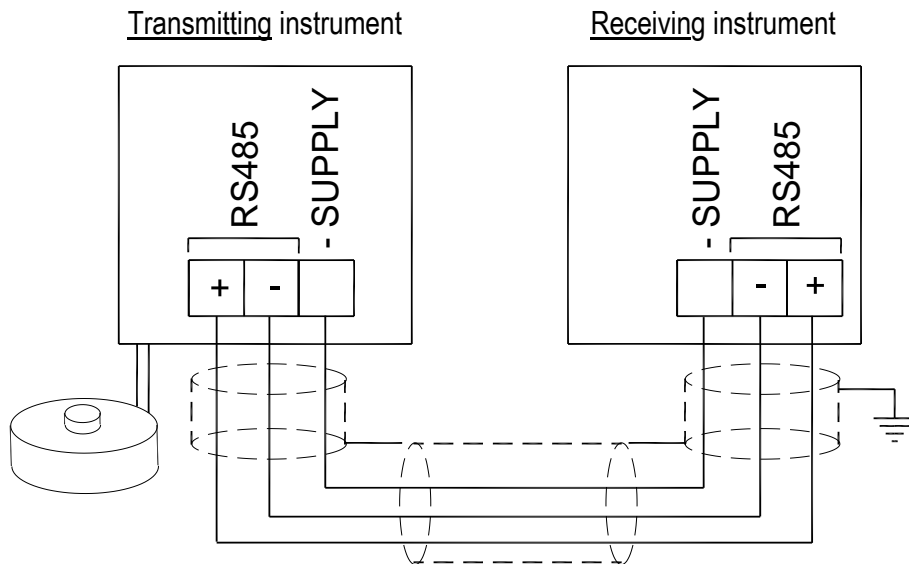 Transmitting instrument
Receiving instrument
RS485
- SUPPLY
+ -
- SUPPLY
RS485
- +